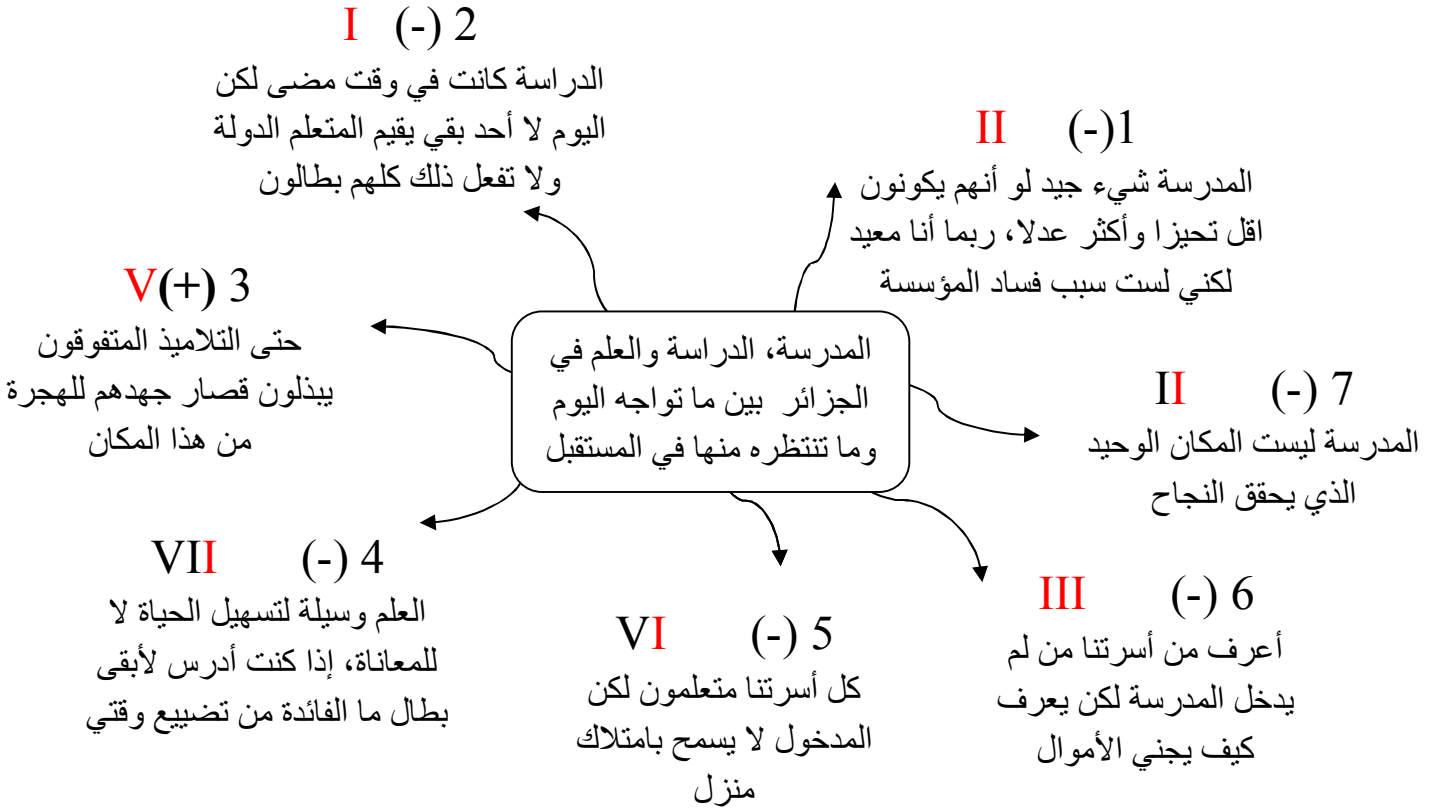 I (-) 2
الدراسة كانت في وقت مضى لكن
اليوم لا أحد بقي يقيم المتعلم الدولة
ولا تفعل ذلك كلهم بطالون
II (-)1
المدرسة شيء جيد لو أنهم يكونون
اقل تحيزا وأكثر عدلا، ربما أنا معيد
لكني لست سبب فساد المؤسسة
V(+) 3
حتى التلاميذ المتفوقون
يبذلون قصار جهدهم للهجرة
من هذا المكان
المدرسة، الدراسة والعلم في
الجزائر بين ما تواجه اليوم
وما تنتظره منها في المستقبل
II (-) 7
المدرسة ليست المكان الوحيد
الذي يحقق النجاح
VII (-) 4
العلم وسيلة لتسهيل الحياة لا
للمعاناة، إذا كنت أدرس لأبقى
بطال ما الفائدة من تضييع وقتي
VI (-) 5
كل أسرتنا متعلمون لكن
المدخول لا يسمح بامتلاك
منزل
III (-) 6
أعرف من أسرتنا من لم
يدخل المدرسة لكن يعرف
كيف يجني الأموال